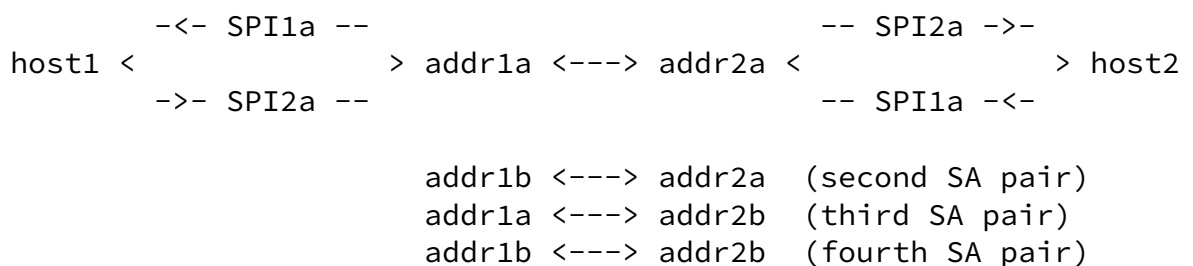 -<- SPI1a -- -- SPI2a ->-
host1 < > addr1a <---> addr2a < > host2
->- SPI2a -- -- SPI1a -<-
addr1b <---> addr2a (second SA pair)
addr1a <---> addr2b (third SA pair)
addr1b <---> addr2b (fourth SA pair)